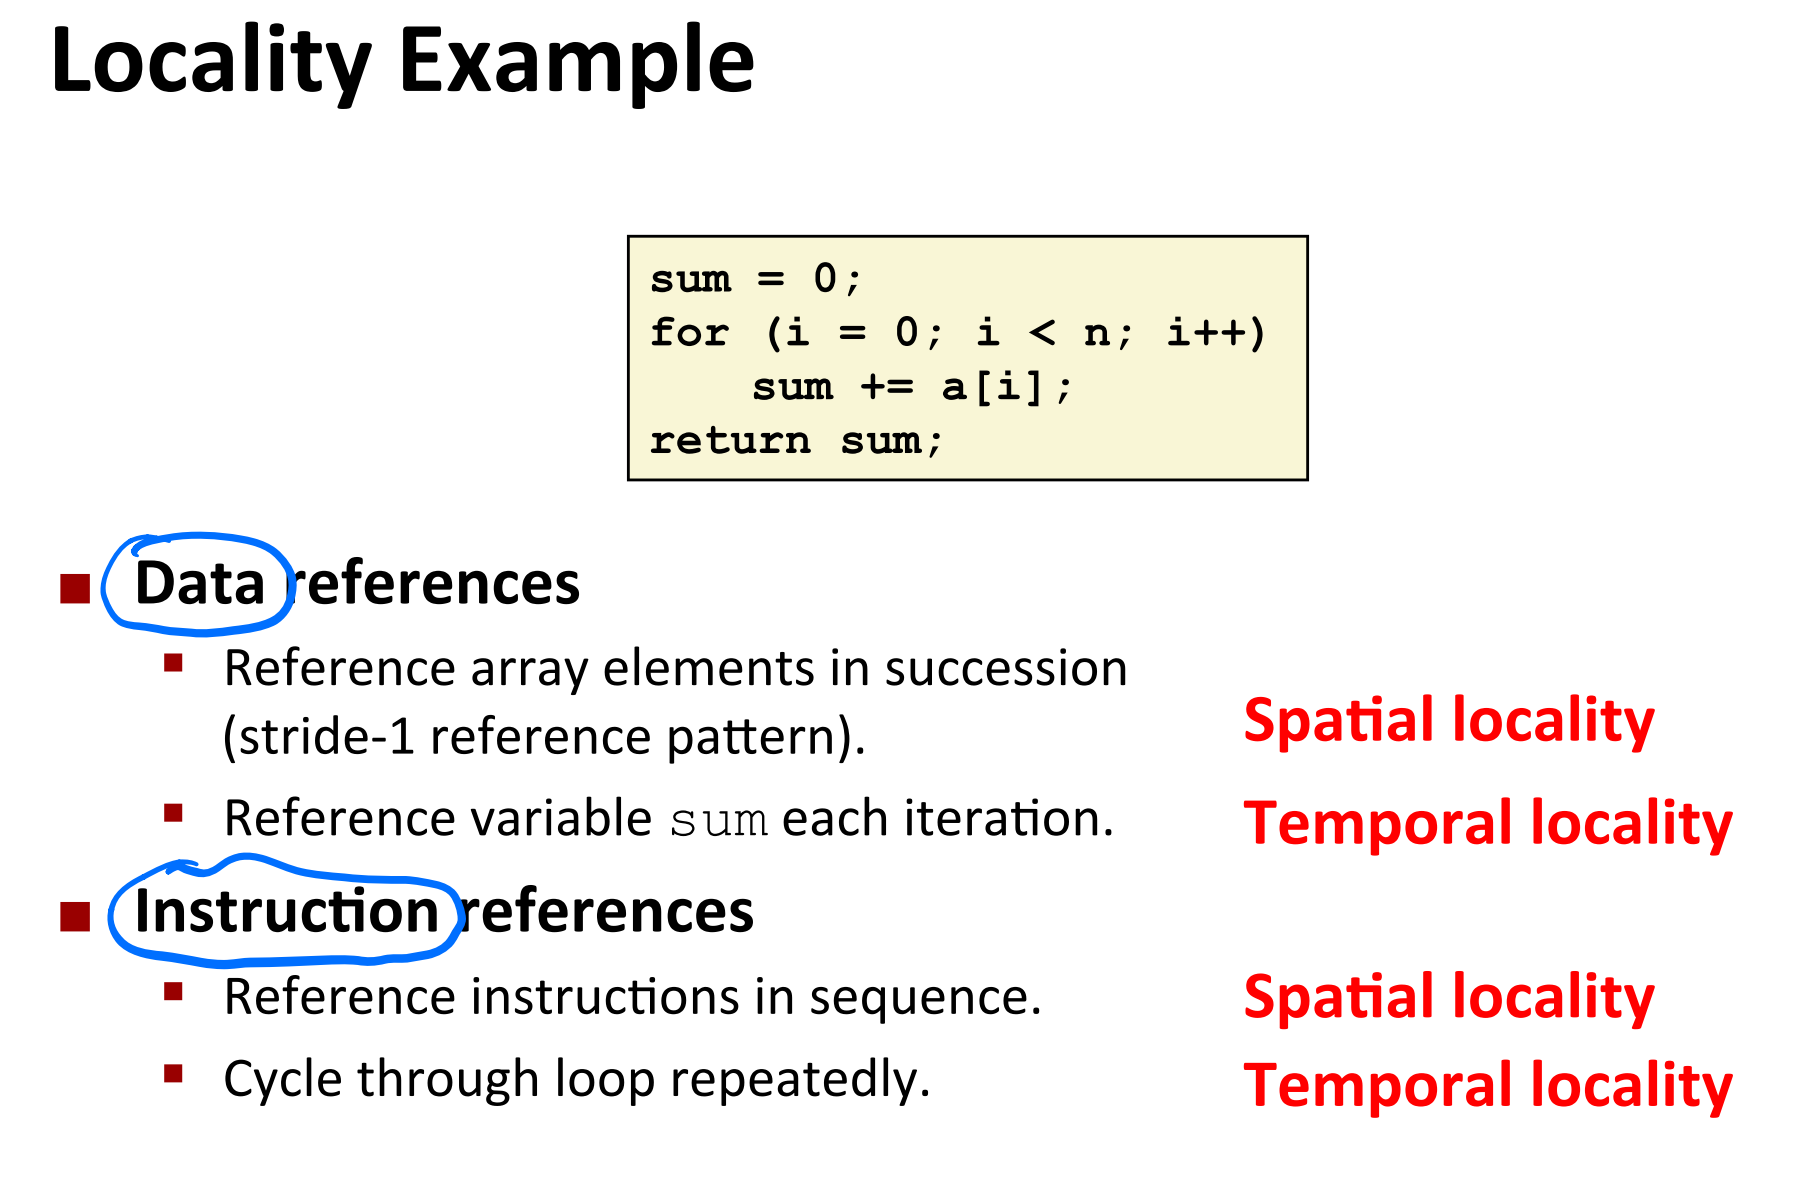 Locality Example
sum = 0;
for (i = 0; i < n; i++)
    sum += a[i];
return sum;
Data references
Reference array elements in succession
(stride-1 reference pattern).
Spatial locality
Reference variable sum each iteration.
Temporal locality
Instruction references
Reference instructions in sequence.
Spatial locality
Cycle through loop repeatedly.
Temporal locality